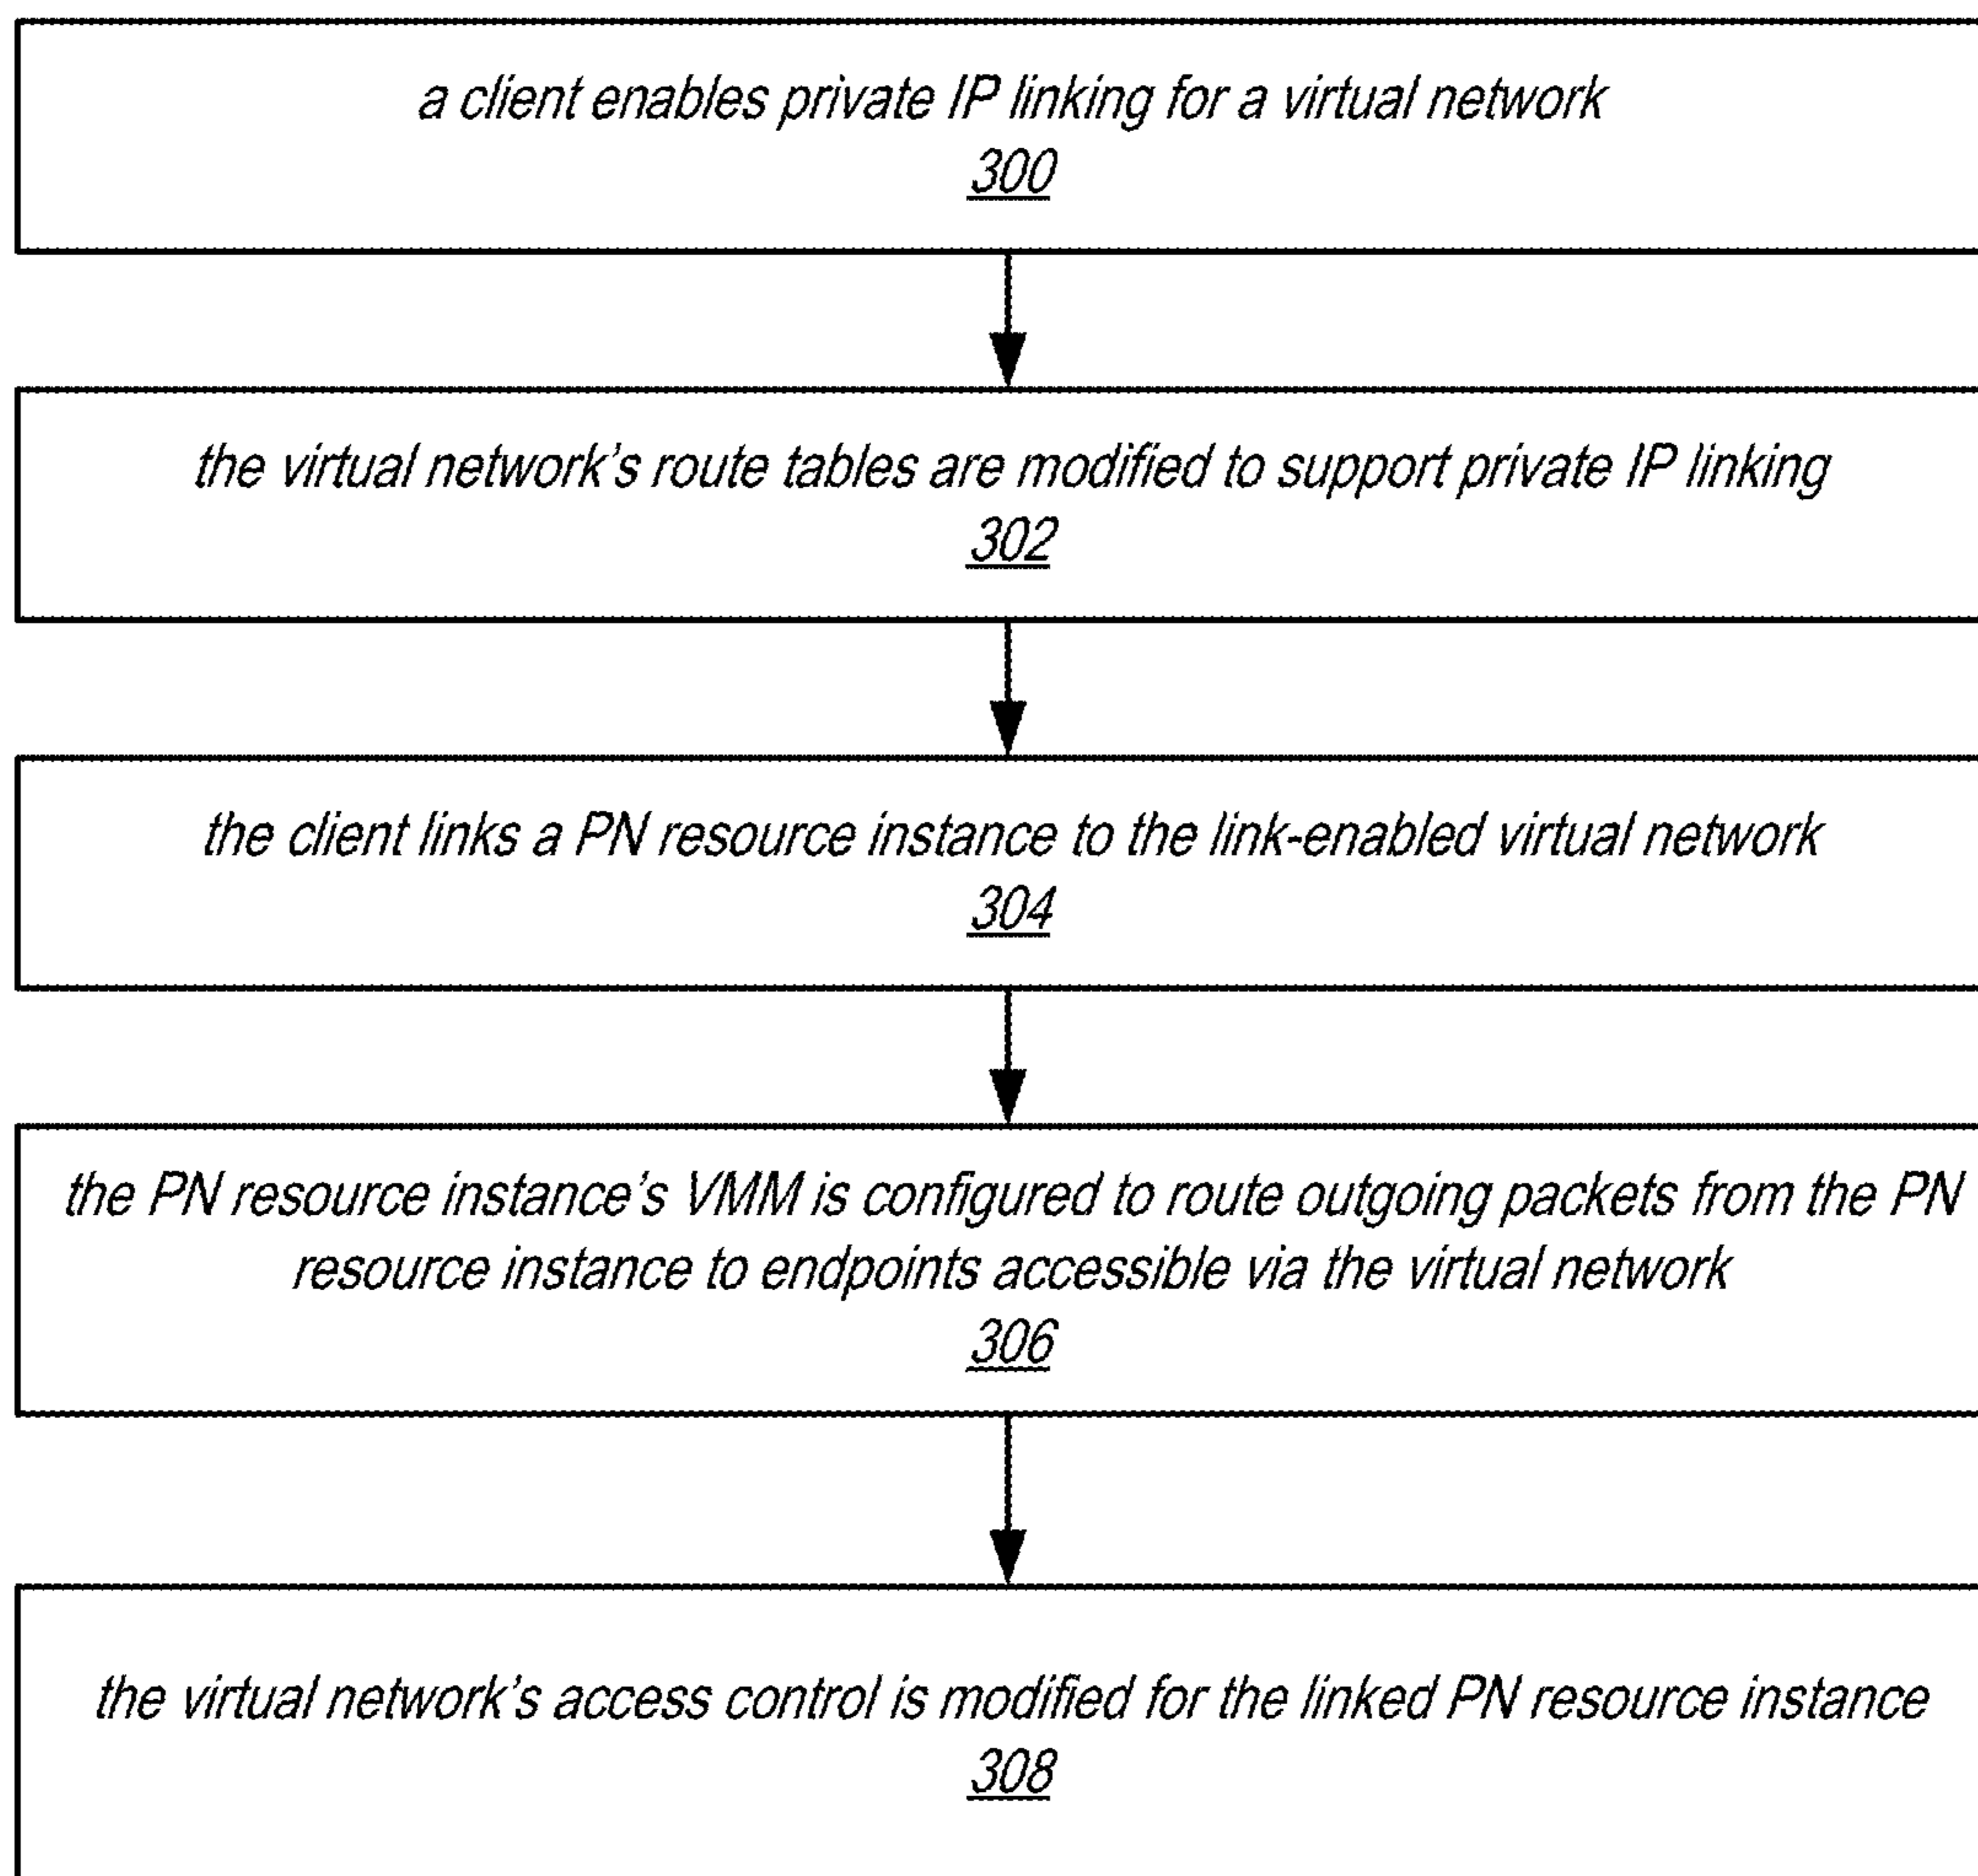 a client enables private IP linking for a virtual network
300
the virtual network’s route tables are modified to support private IP linking
302
the client links a PN resource instance to the link-enabled virtual network
304
the PN resource instance’s VMM is configured to route outgoing packets from the PN
resource instance to endpoints accessible via the virtual network
306
the virtual network’s access control is modified for the linked PN resource instance
308